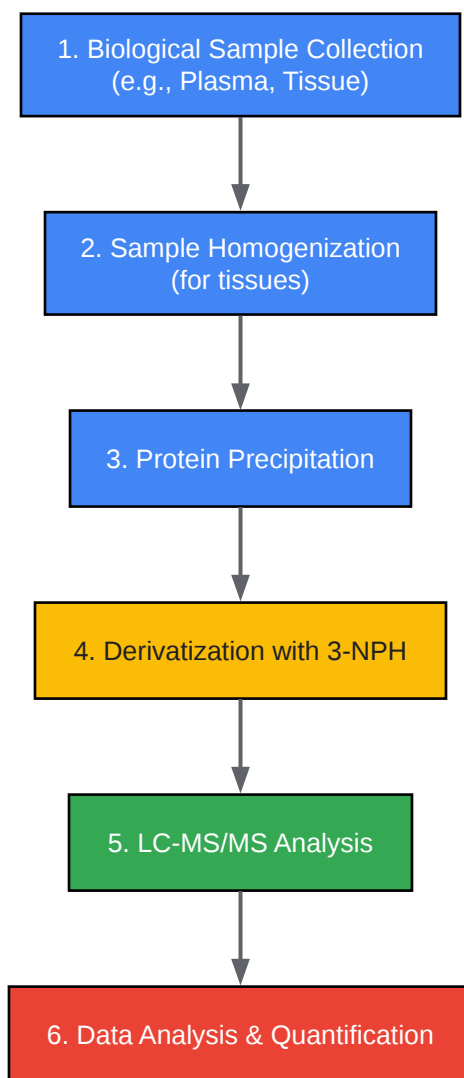 1. Biological Sample Collection
(e.g., Plasma, Tissue)
2. Sample Homogenization
(for tissues)
3. Protein Precipitation
4. Derivatization with 3-NPH
5. LC-MS/MS Analysis
6. Data Analysis & Quantification